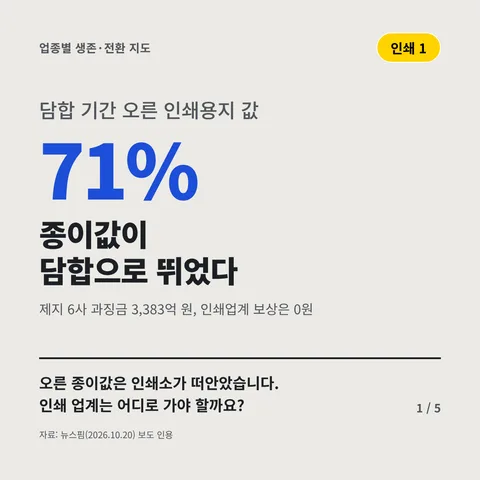 업종별 생존·전환 지도
인쇄 1
담합 기간 오른 인쇄용지 값
71%
종이값이
담합으로 뛰었다
제지 6사 과징금 3,383억 원, 인쇄업계 보상은 0원
오른 종이값은 인쇄소가 떠안았습니다.
인쇄 업계는 어디로 가야 할까요?
1 / 5
자료: 뉴스핌(2026.10.20) 보도 인용